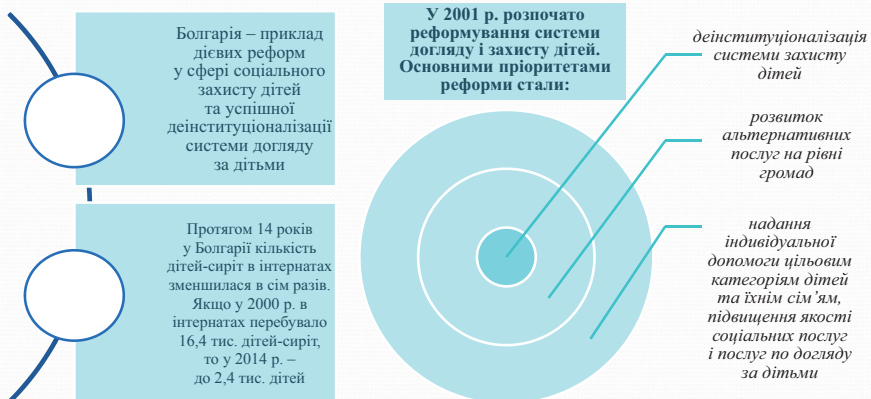 Болгарія – приклад
дієвих реформ
у сфері соціального
захисту дітей
та успішної
деінституціоналізації
системи догляду
за дітьми
Протягом 14 років
у Болгарії кількість
дітей-сиріт в інтернатах
зменшилася в сім разів.
Якщо у 2000 р. в
інтернатах перебувало
16,4 тис. дітей-сиріт,
то у 2014 р. –
до 2,4 тис. дітей
У 2001 р. розпочато
реформування системи
догляду і захисту дітей.
Основними пріоритетами
реформи стали:
деінституціоналізація
системи захисту
дітей
розвиток
альтернативних
послуг на рівні
громад
надання
індивідуальної
допомоги цільовим
категоріям дітей
та їхнім сім’ям,
підвищення якості
соціальних послуг
і послуг по догляду
за дітьми